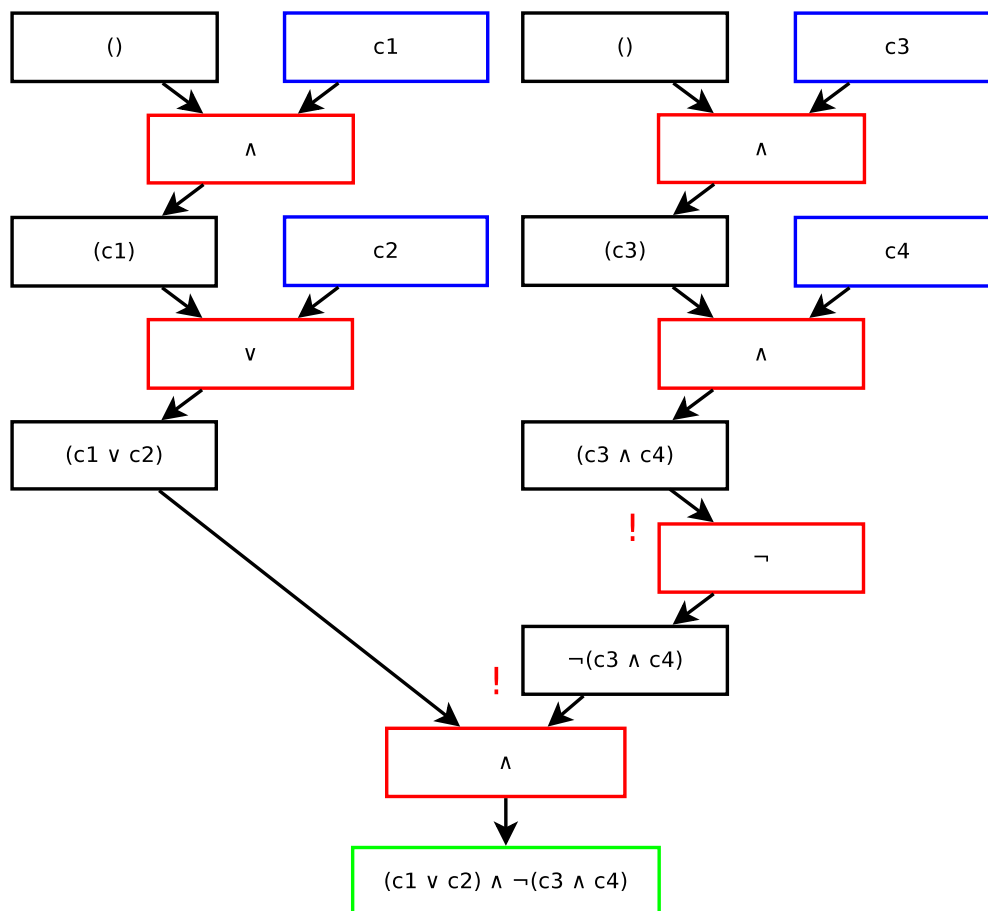 ()
c1
()
c3
∧
∧
(c1)
c2
(c3)
c4
∨
∧
(c1 ∨ c2)
(c3 ∧ c4)
!
¬
¬(c3 ∧ c4)
!
∧
(c1 ∨ c2) ∧ ¬(c3 ∧ c4)